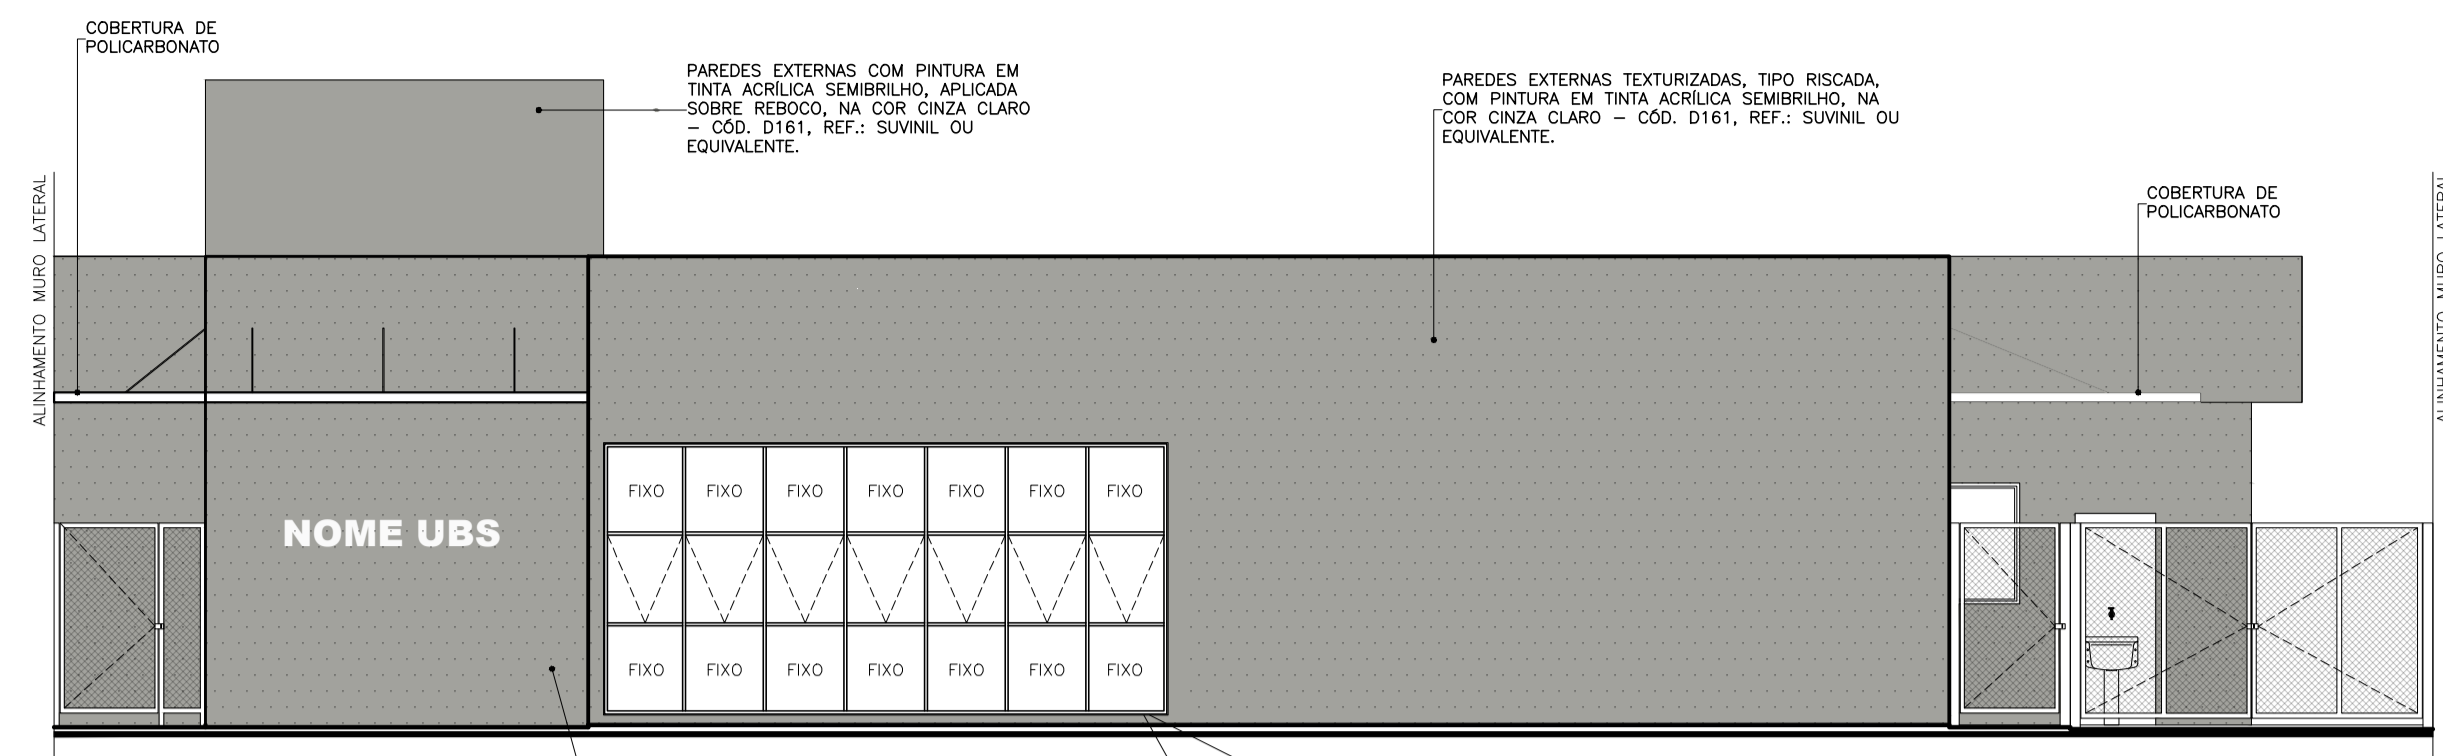 COBERTURA DE
POLICARBONATO
PAREDES EXTERNAS COM PINTURA EM
TINTA ACRÍLICA SEMIBRILHO, APLICADA
SOBRE REBOCO, NA COR CINZA CLARO
– CÓD. D161, REF.: SUVINIL OU
EQUIVALENTE.
PAREDES EXTERNAS TEXTURIZADAS, TIPO RISCADA,
COM PINTURA EM TINTA ACRÍLICA SEMIBRILHO, NA
COR CINZA CLARO – CÓD. D161, REF.: SUVINIL OU
EQUIVALENTE.
COBERTURA DE
POLICARBONATO
ALINHAMENTO MURO LATERAL
ALINHAMENTO MURO LATERAL
NOME UBS
FIXO FIXO FIXO FIXO FIXO FIXO FIXO
FIXO FIXO FIXO FIXO FIXO FIXO FIXO